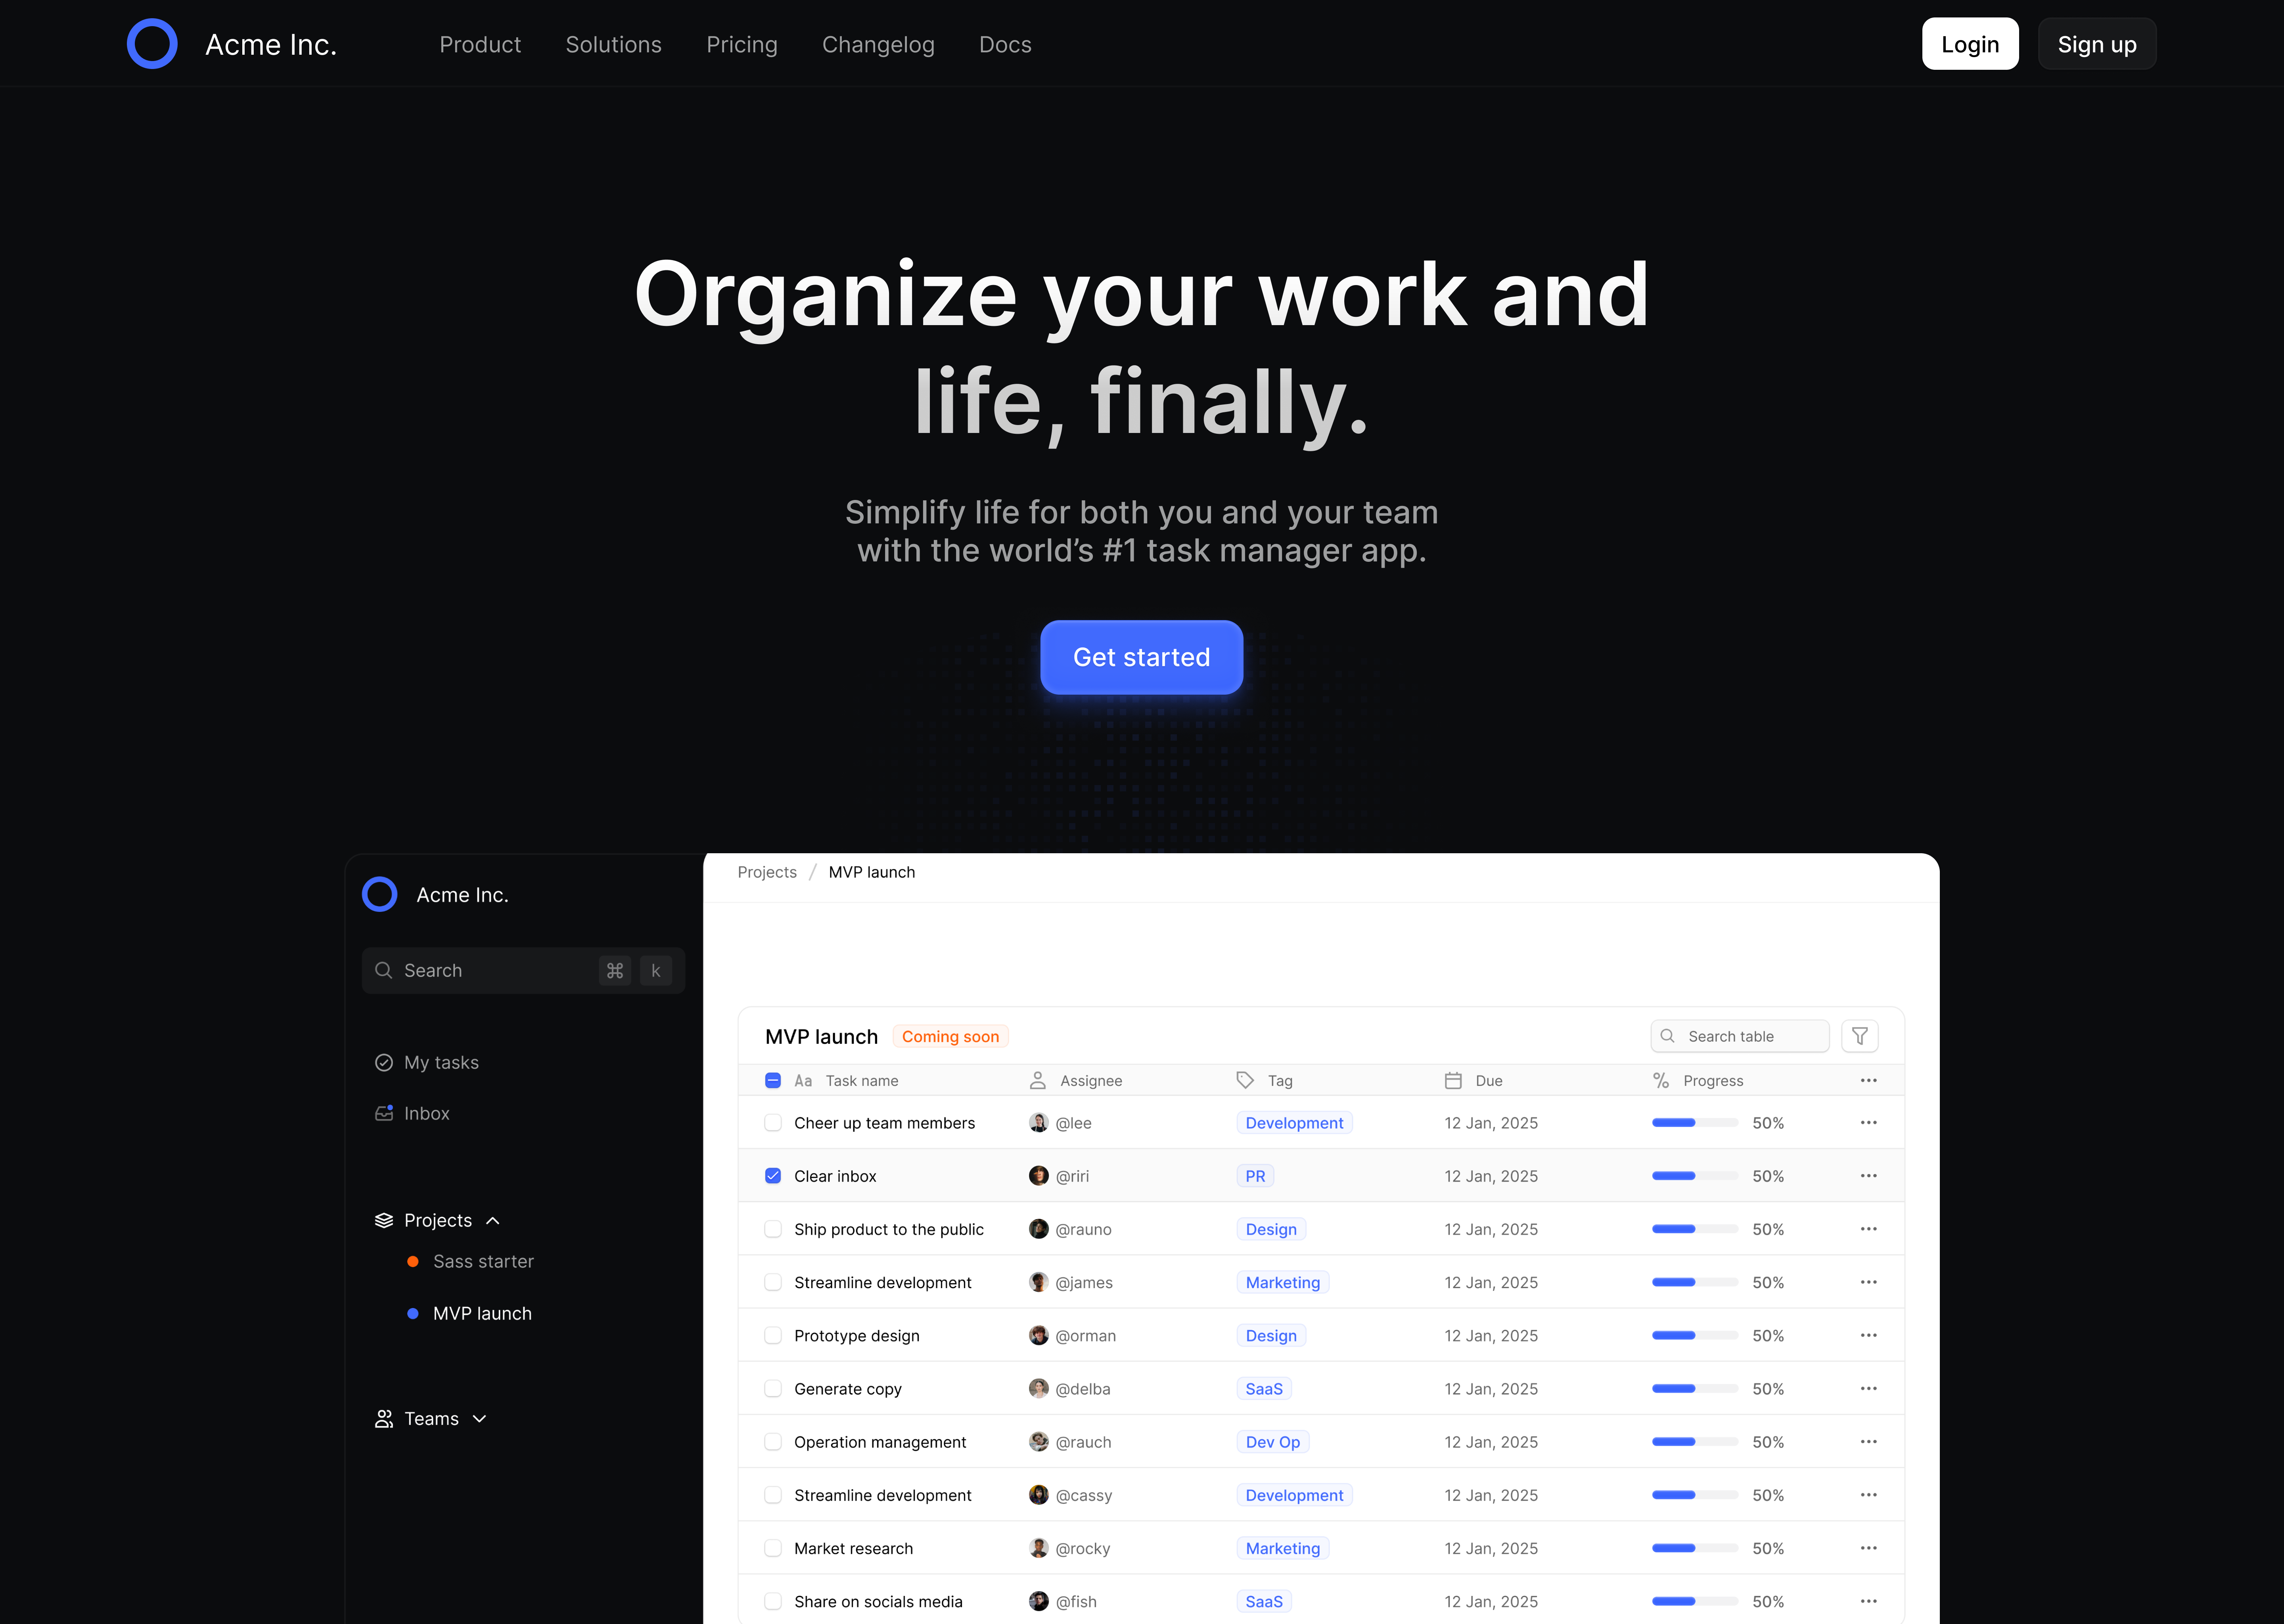 Acme Inc. Product Solutions Pricing Changelog Docs Login Sign up
Organize your work and
life, finally.
Simplify life for both you and your team
with the world’s #1 task manager app.
Get started
Acme Inc.
Search ⌘ k
My tasks
Inbox
Projects
Sass starter
MVP launch
Teams
Projects / MVP launch
MVP launch Coming soon Search table
Aa Task name Assignee Tag Due % Progress
Cheer up team members @lee Development 12 Jan, 2025 50%
Clear inbox @riri PR 12 Jan, 2025 50%
Ship product to the public @rauno Design 12 Jan, 2025 50%
Streamline development @james Marketing 12 Jan, 2025 50%
Prototype design @orman Design 12 Jan, 2025 50%
Generate copy @delba SaaS 12 Jan, 2025 50%
Operation management @rauch Dev Op 12 Jan, 2025 50%
Streamline development @cassy Development 12 Jan, 2025 50%
Market research @rocky Marketing 12 Jan, 2025 50%
Share on socials media @fish SaaS 12 Jan, 2025 50%